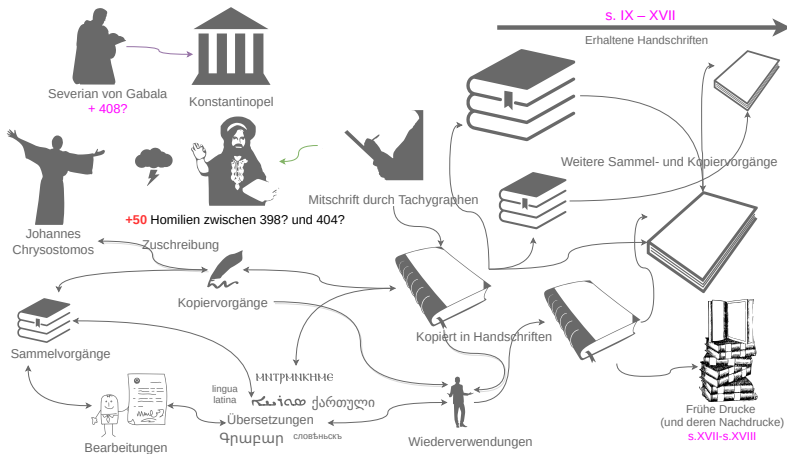 s. IX – XVII
Erhaltene Handschriften
Severian von Gabala
+ 408?
Konstantinopel
Weitere Sammel- und Kopiervorgänge
Mitschrift durch Tachygraphen
+50 Homilien zwischen 398? und 404?
Johannes
Chrysostomos
Zuschreibung
Kopiervorgänge
Kopiert in Handschriften
Sammelvorgänge
ⲙⲛⲧⲣⲙⲛⲕⲏⲙⲉ
lingua
latina
ქართული
Übersetzungen
Գրաբար
словѣньскъ
Bearbeitungen
Wiederverwendungen
Frühe Drucke
(und deren Nachdrucke)
s.XVII-s.XVIII